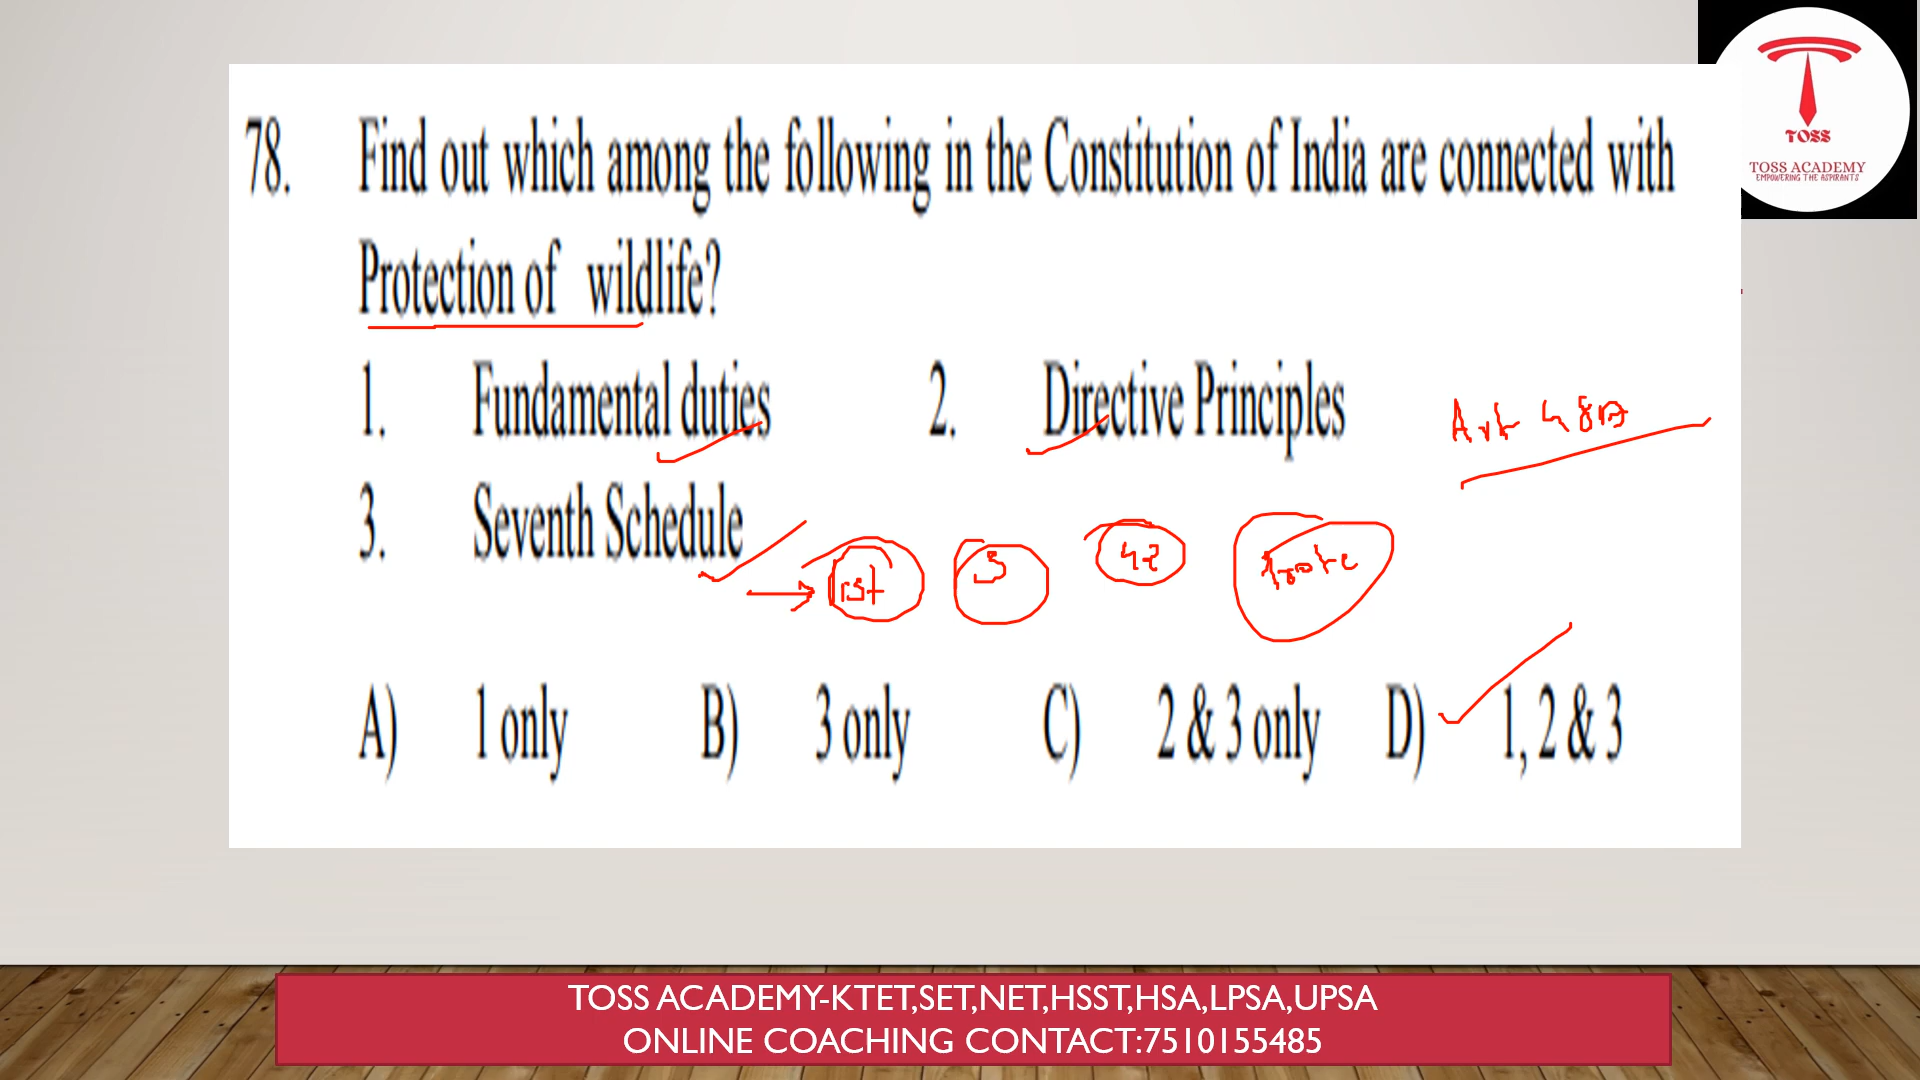 TOSS
TOSS ACADEMY
EMPOWERING THE ASPIRANTS
78. Find out which among the following in the Constitution of India are connected with
Protection of wildlife?
1. Fundamental duties 2. Directive Principles
Art 48A
3. Seventh Schedule
3 42
A) 1 only B) 3 only C) 2 & 3 only D) 1, 2 & 3
TOSS ACADEMY-KTET,SET,NET,HSST,HSA,LPSA,UPSA
ONLINE COACHING CONTACT:7510155485